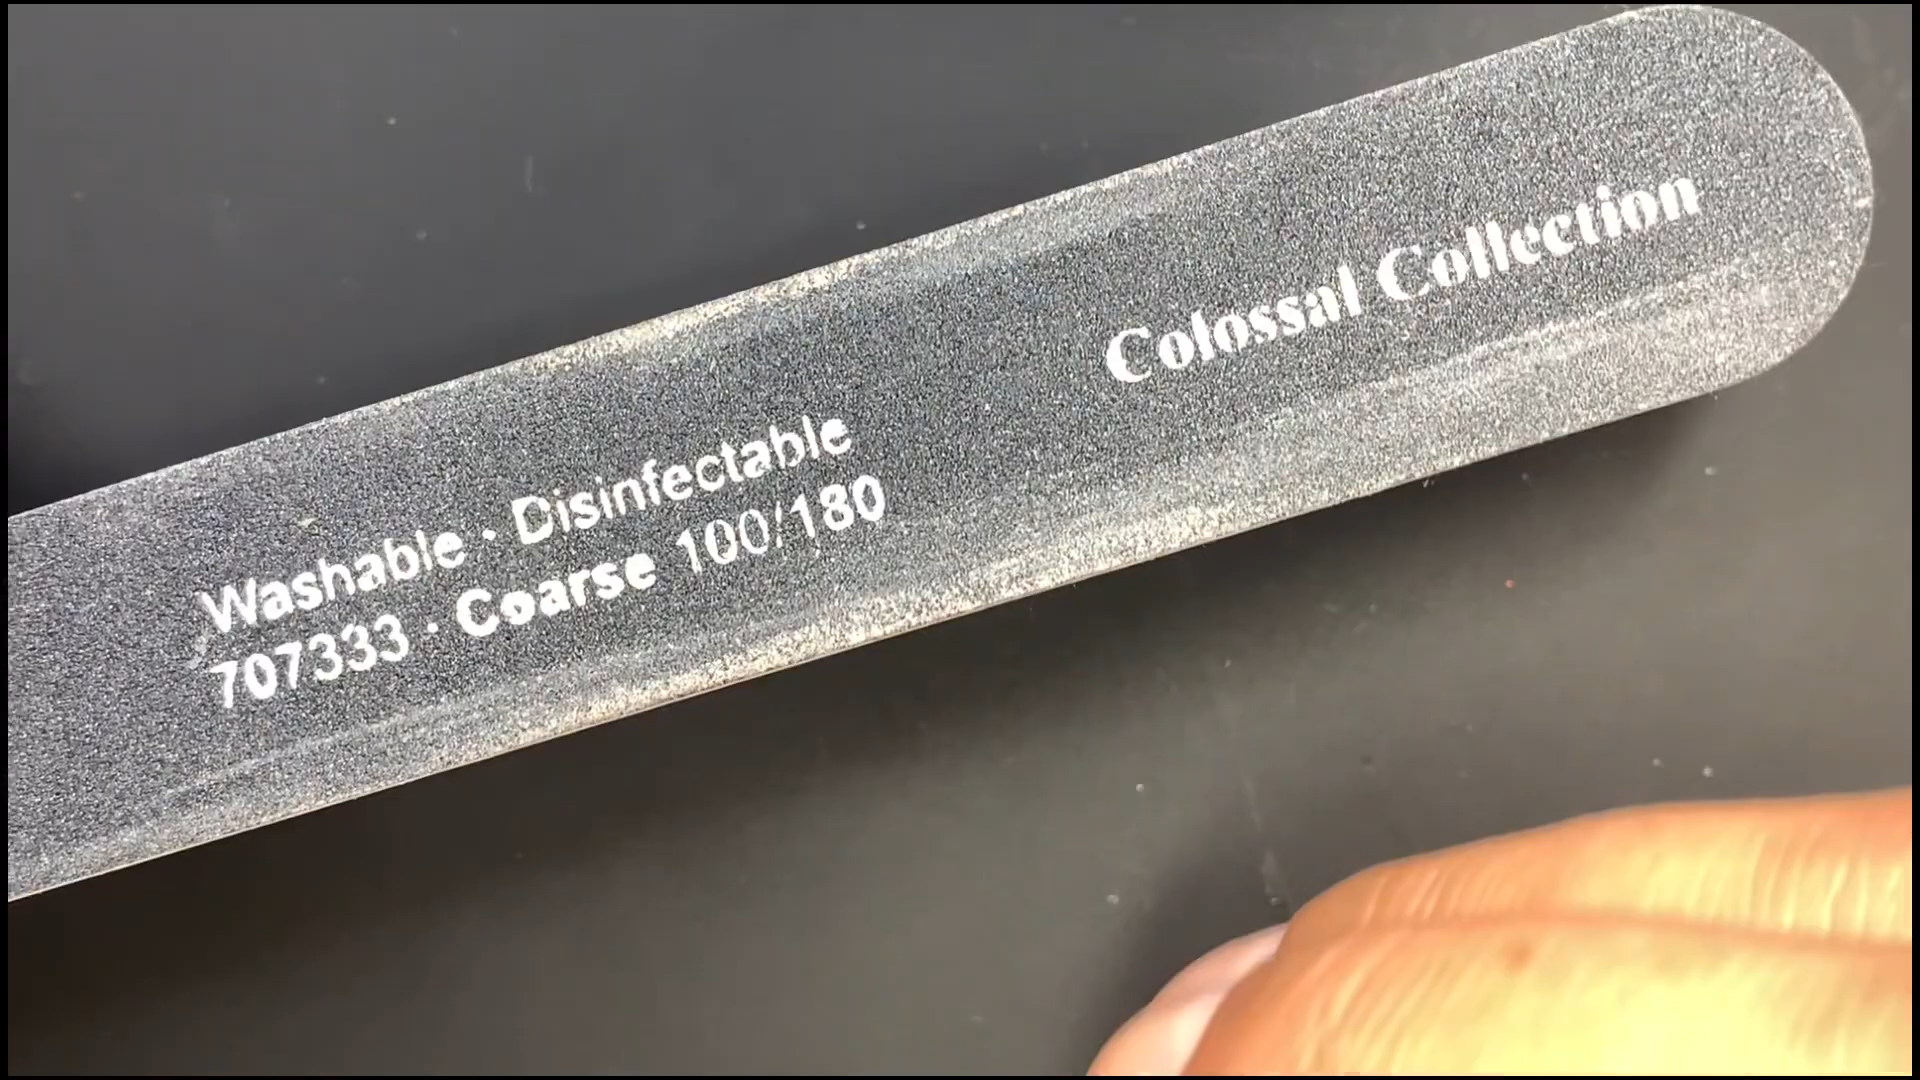 Colossal Collection
Washable · Disinfectable
707333 · Coarse 100/180